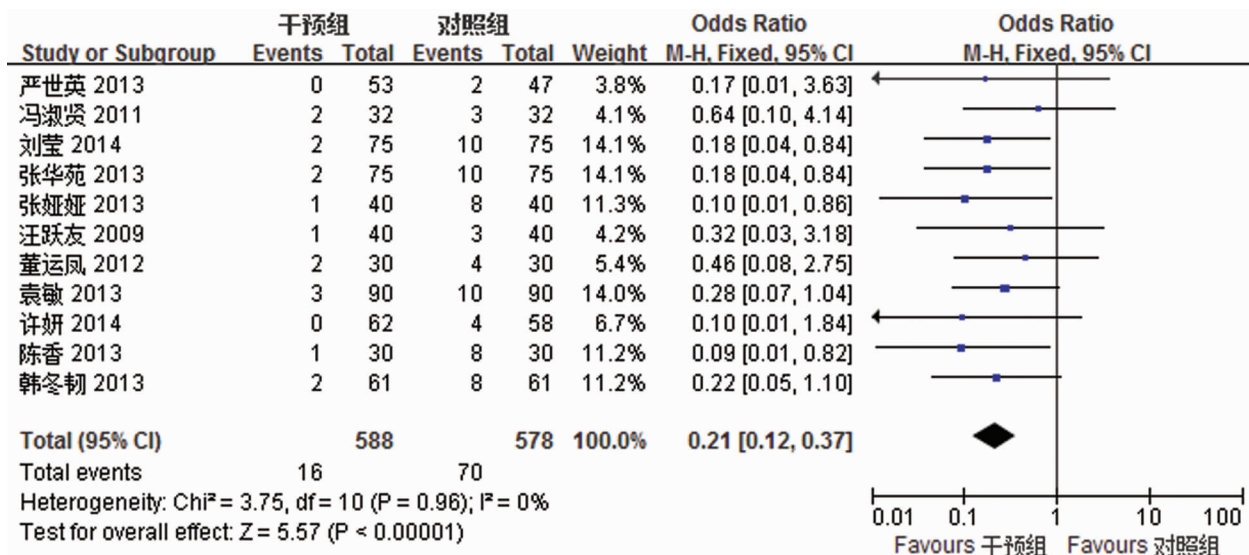 干预组 对照组 Odds Ratio Odds Ratio
Study or Subgroup Events Total Events Total Weight M-H, Fixed, 95% CI M-H, Fixed, 95% CI
严世英 2013 0 53 2 47 3.8% 0.17 [0.01, 3.63]
冯淑贤 2011 2 32 3 32 4.1% 0.64 [0.10, 4.14]
刘莹 2014 2 75 10 75 14.1% 0.18 [0.04, 0.84]
张华苑 2013 2 75 10 75 14.1% 0.18 [0.04, 0.84]
张娅娅 2013 1 40 8 40 11.3% 0.10 [0.01, 0.86]
汪跃友 2009 1 40 3 40 4.2% 0.32 [0.03, 3.18]
董运凤 2012 2 30 4 30 5.4% 0.46 [0.08, 2.75]
袁敏 2013 3 90 10 90 14.0% 0.28 [0.07, 1.04]
许妍 2014 0 62 4 58 6.7% 0.10 [0.01, 1.84]
陈香 2013 1 30 8 30 11.2% 0.09 [0.01, 0.82]
韩冬韧 2013 2 61 8 61 11.2% 0.22 [0.05, 1.10]
Total (95% CI) 588 578 100.0% 0.21 [0.12, 0.37]
Total events 16 70
Heterogeneity: Chi² = 3.75, df = 10 (P = 0.96); I² = 0%
Test for overall effect: Z = 5.57 (P < 0.00001)
0.01 0.1 1 10 100
Favours 干预组 Favours 对照组